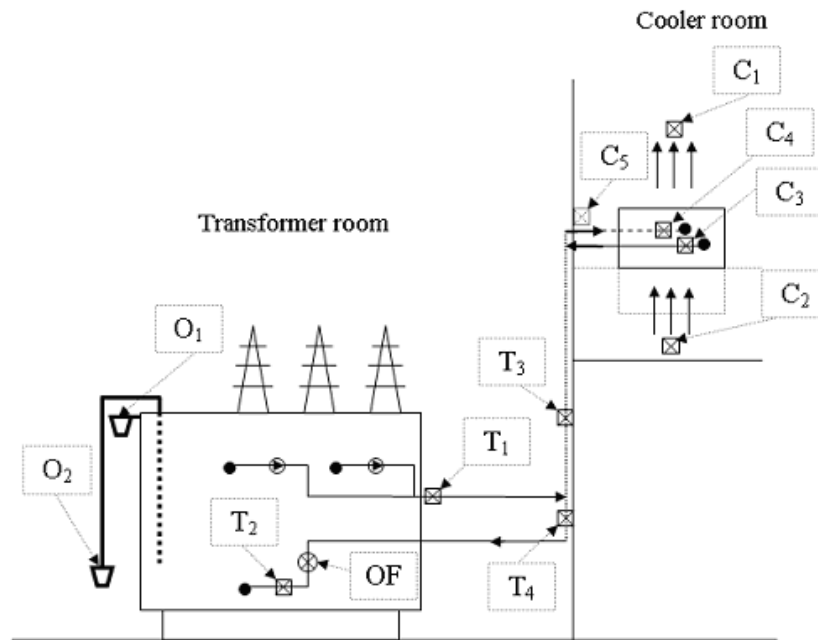 Cooler room
C1
C4
C5
C3
Transformer room
C2
O1
T3
T1
O2
T2
OF
T4